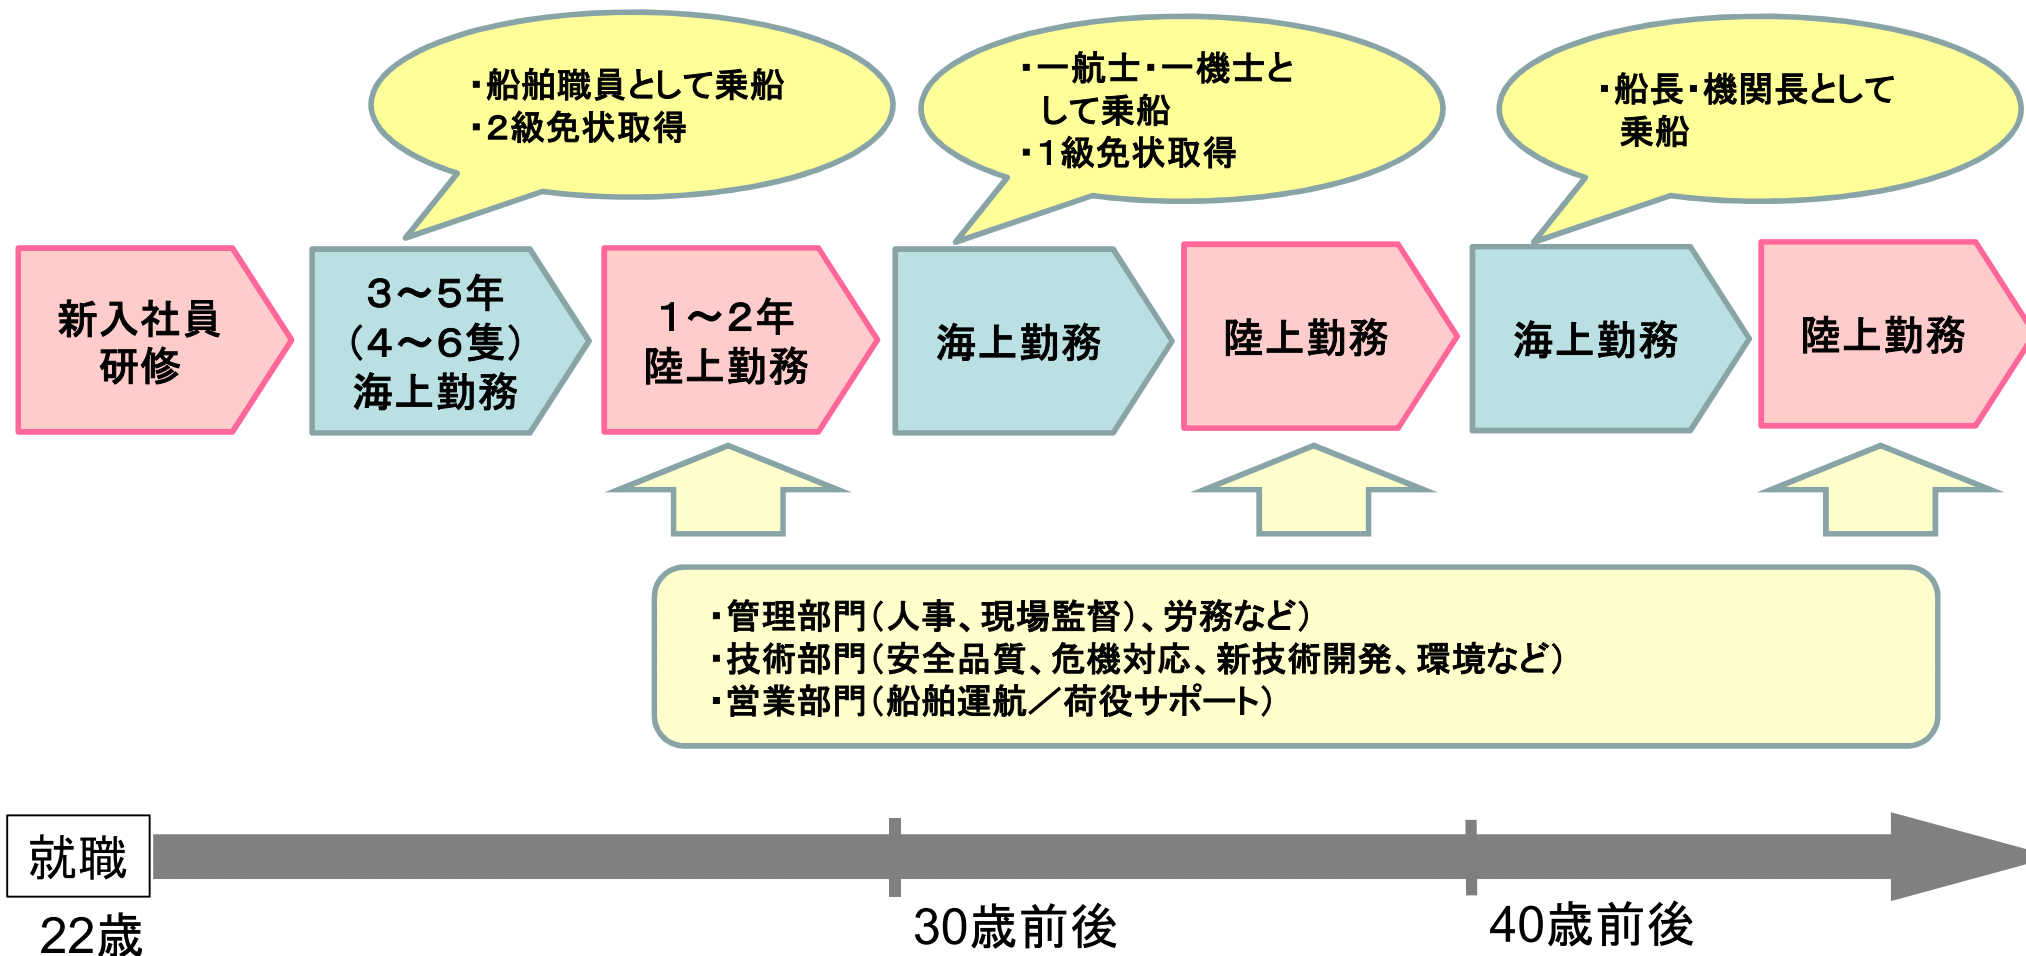 ・船舶職員として乗船
・２級免状取得
・一航士・一機士と
して乗船
・１級免状取得
・船長・機関長として
乗船
新入社員
研修
３～５年
（４～６隻）
海上勤務
１～２年
陸上勤務
海上勤務
陸上勤務
海上勤務
陸上勤務
・管理部門（人事、現場監督）、労務など）
・技術部門（安全品質、危機対応、新技術開発、環境など）
・営業部門（船舶運航／荷役サポート）
就職
22歳
30歳前後
40歳前後